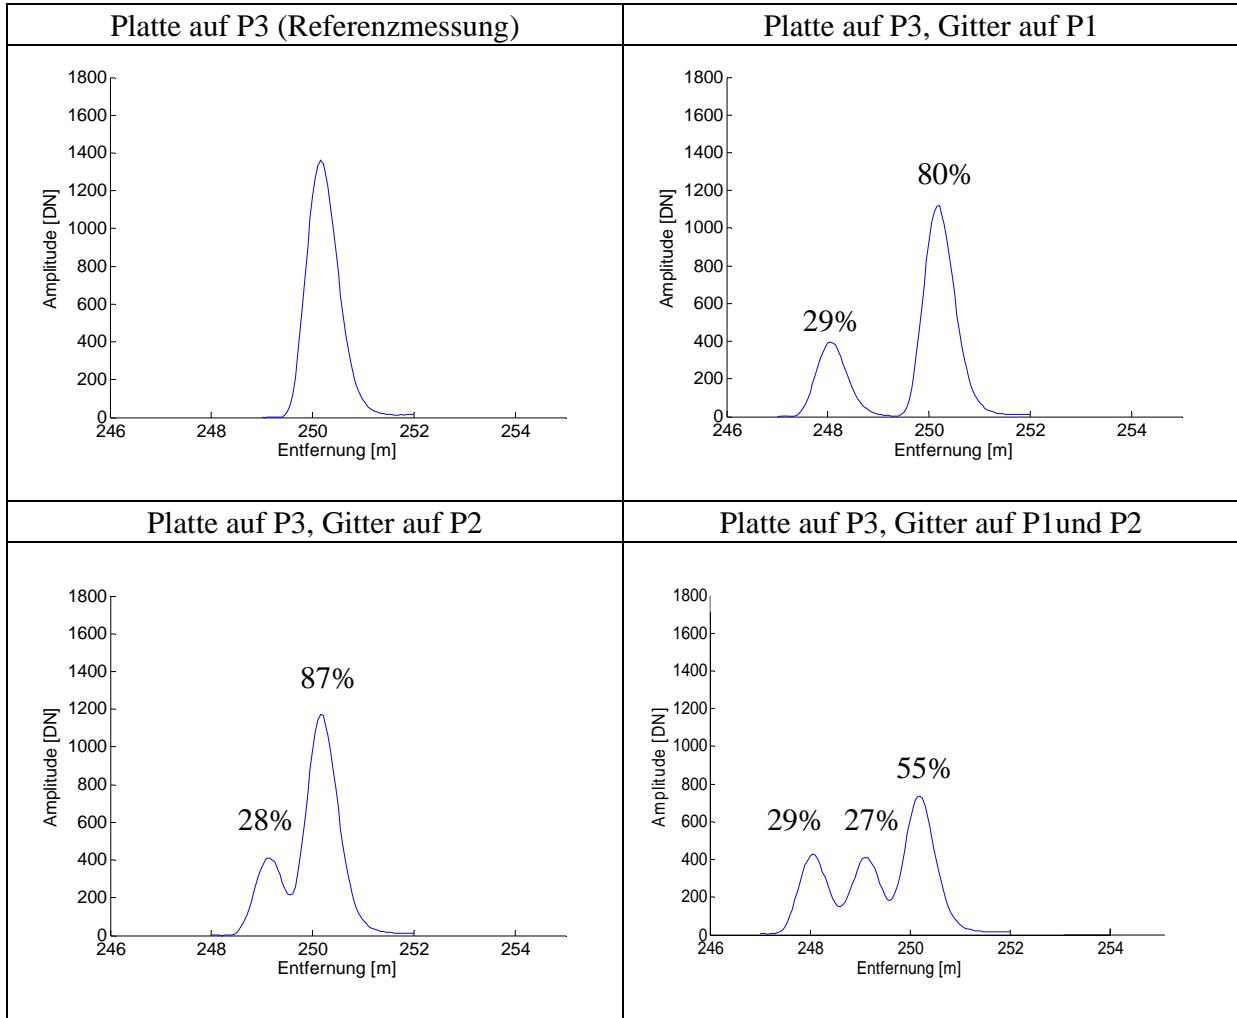 Platte auf P3 (Referenzmessung)
Platte auf P3, Gitter auf P1
1800
1600
1400
1200
1000
800
600
400
200
0
Amplitude [DN]
246 248 250 252 254
Entfernung [m]
1800
1600
1400
1200
1000
800
600
400
200
0
Amplitude [DN]
80%
29%
246 248 250 252 254
Entfernung [m]
Platte auf P3, Gitter auf P2
Platte auf P3, Gitter auf P1und P2
1800
1600
1400
1200
1000
800
600
400
200
0
Amplitude [DN]
87%
28%
246 248 250 252 254
Entfernung [m]
1800
1600
1400
1200
1000
800
600
400
200
0
Amplitude [DN]
55%
29% 27%
246 248 250 252 254
Entfernung [m]